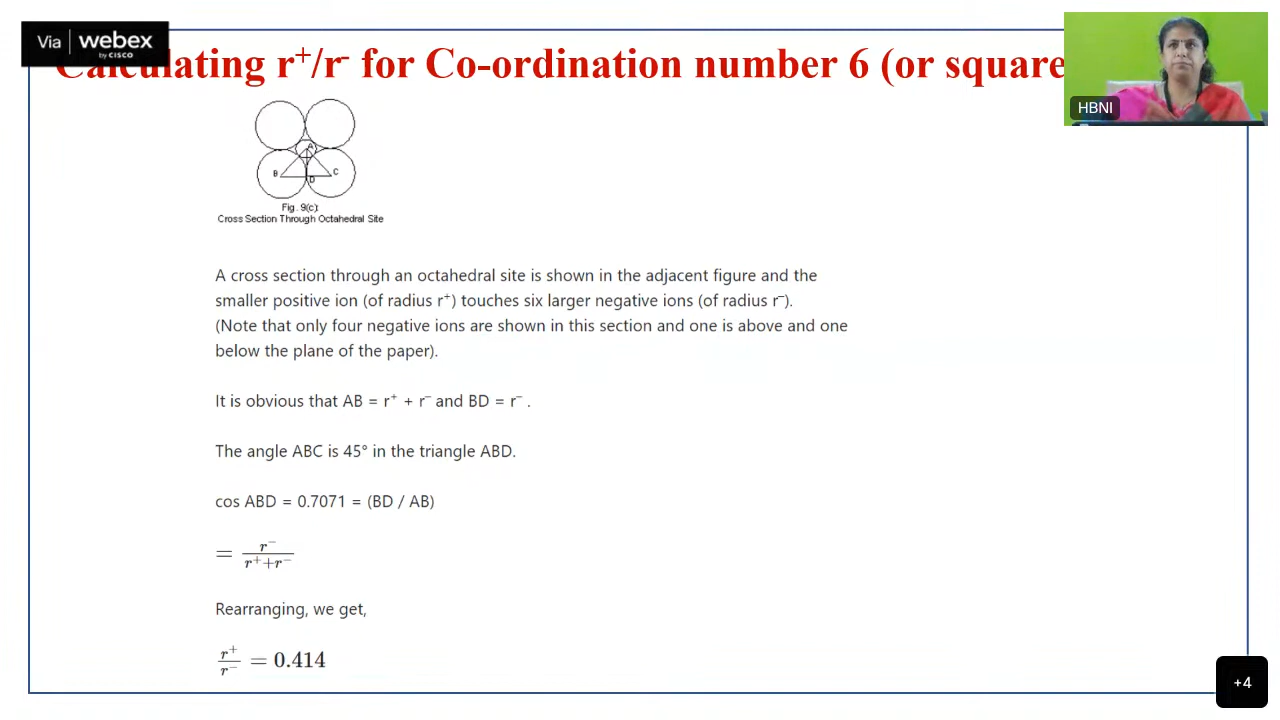 Via webex
by CISCO
Calculating r⁺/r⁻ for Co-ordination number 6 (or square
HBNI
A
B
C
D
Fig. 9(c):
Cross Section Through Octahedral Site
A cross section through an octahedral site is shown in the adjacent figure and the
smaller positive ion (of radius r⁺) touches six larger negative ions (of radius r⁻).
(Note that only four negative ions are shown in this section and one is above and one
below the plane of the paper).
It is obvious that AB = r⁺ + r⁻ and BD = r⁻ .
The angle ABC is 45° in the triangle ABD.
cos ABD = 0.7071 = (BD / AB)
= r⁻
r⁺+r⁻
Rearranging, we get,
r⁺
r⁻ = 0.414
+4